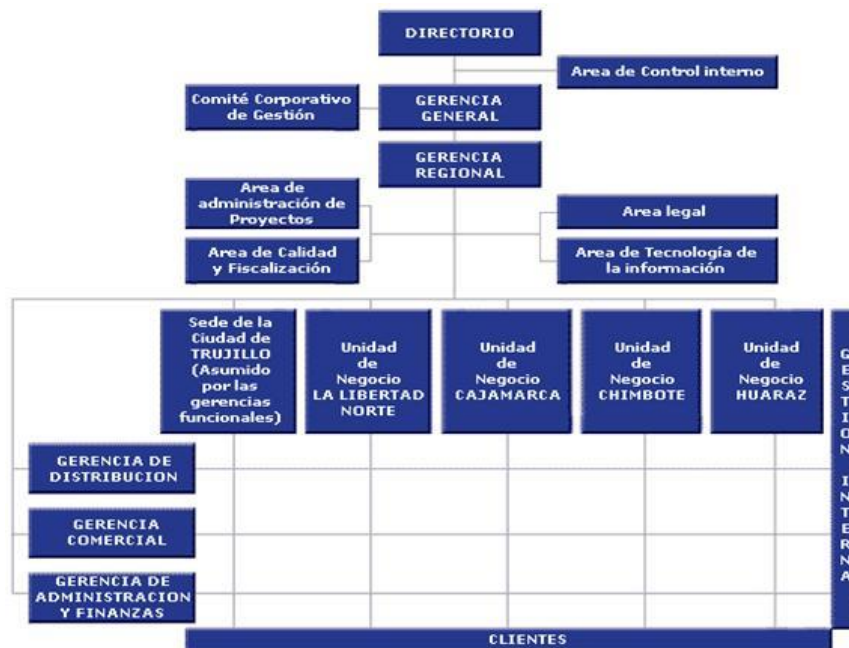 DIRECTORIO
Area de Control interno
Comité Corporativo
de Gestión
GERENCIA
GENERAL
GERENCIA
REGIONAL
Area de
administración de
Proyectos
Area legal
Area de Calidad
y Fiscalización
Area de Tecnología de
la información
Sede de la
Ciudad de
TRUJILLO
(Asumido
por las
gerencias
funcionales)
Unidad
de
Negocio
LA LIBERTAD
NORTE
Unidad
de
Negocio
CAJAMARCA
Unidad
de
Negocio
CHIMBOTE
Unidad
de
Negocio
HUARAZ
G
E
S
T
I
O
N
I
N
T
E
R
N
A
GERENCIA DE
DISTRIBUCION
GERENCIA
COMERCIAL
GERENCIA DE
ADMINISTRACION
Y FINANZAS
CLIENTES